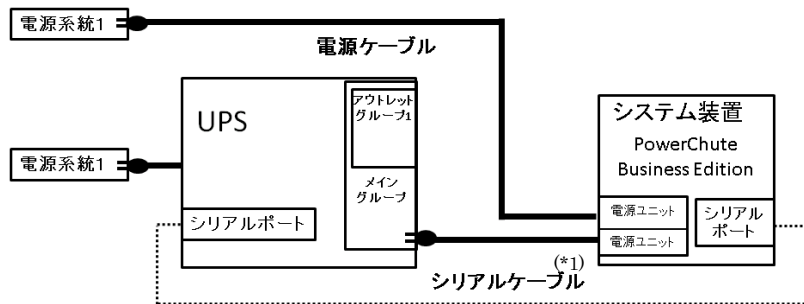 電源系統1
電源ケーブル
UPS
アウトレット
グループ1
メイン
グループ
シリアルポート
電源系統1
システム装置
PowerChute
Business Edition
電源ユニット
電源ユニット
シリアル
ポート
(*1)
シリアルケーブル